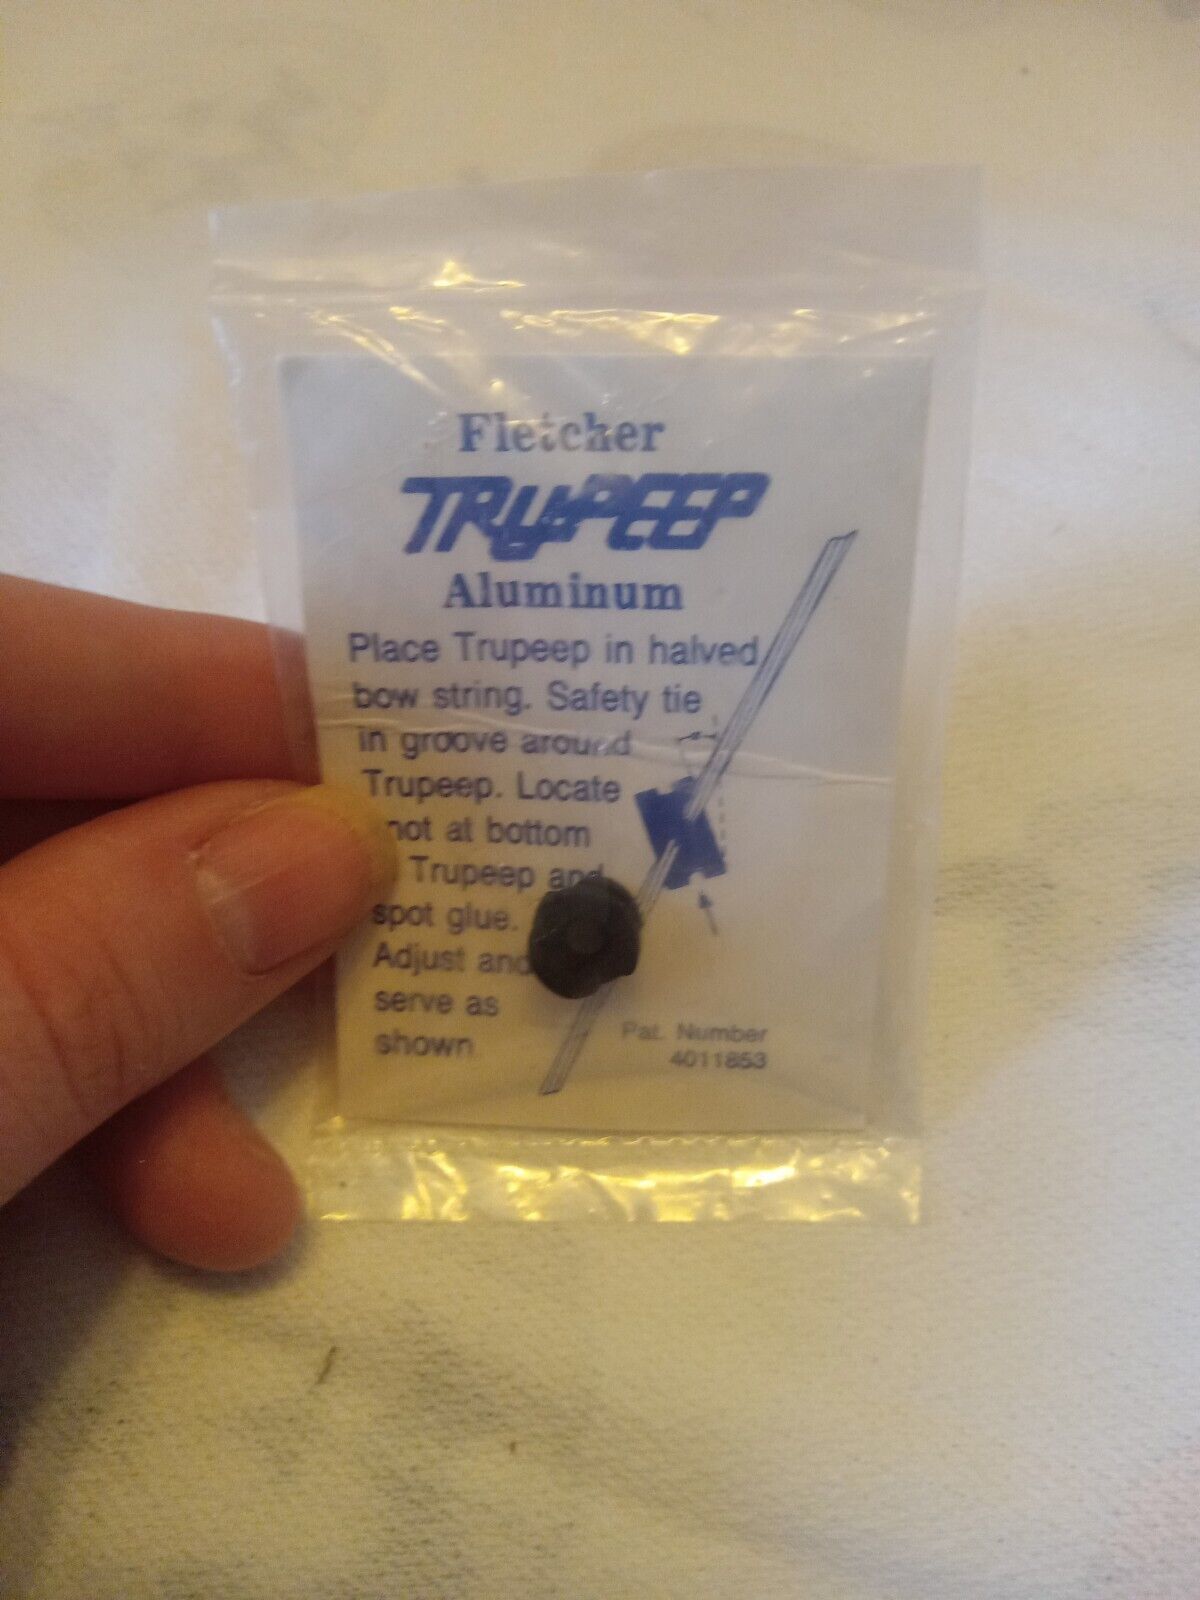 Fletcher
TRUPEEP
Aluminum
Place Trupeep in halved
bow string. Safety tie
in groove around
Trupeep. Locate
not at bottom
Trupeep and
spot glue.
Adjust and
serve as
shown
Pat. Number
4011853